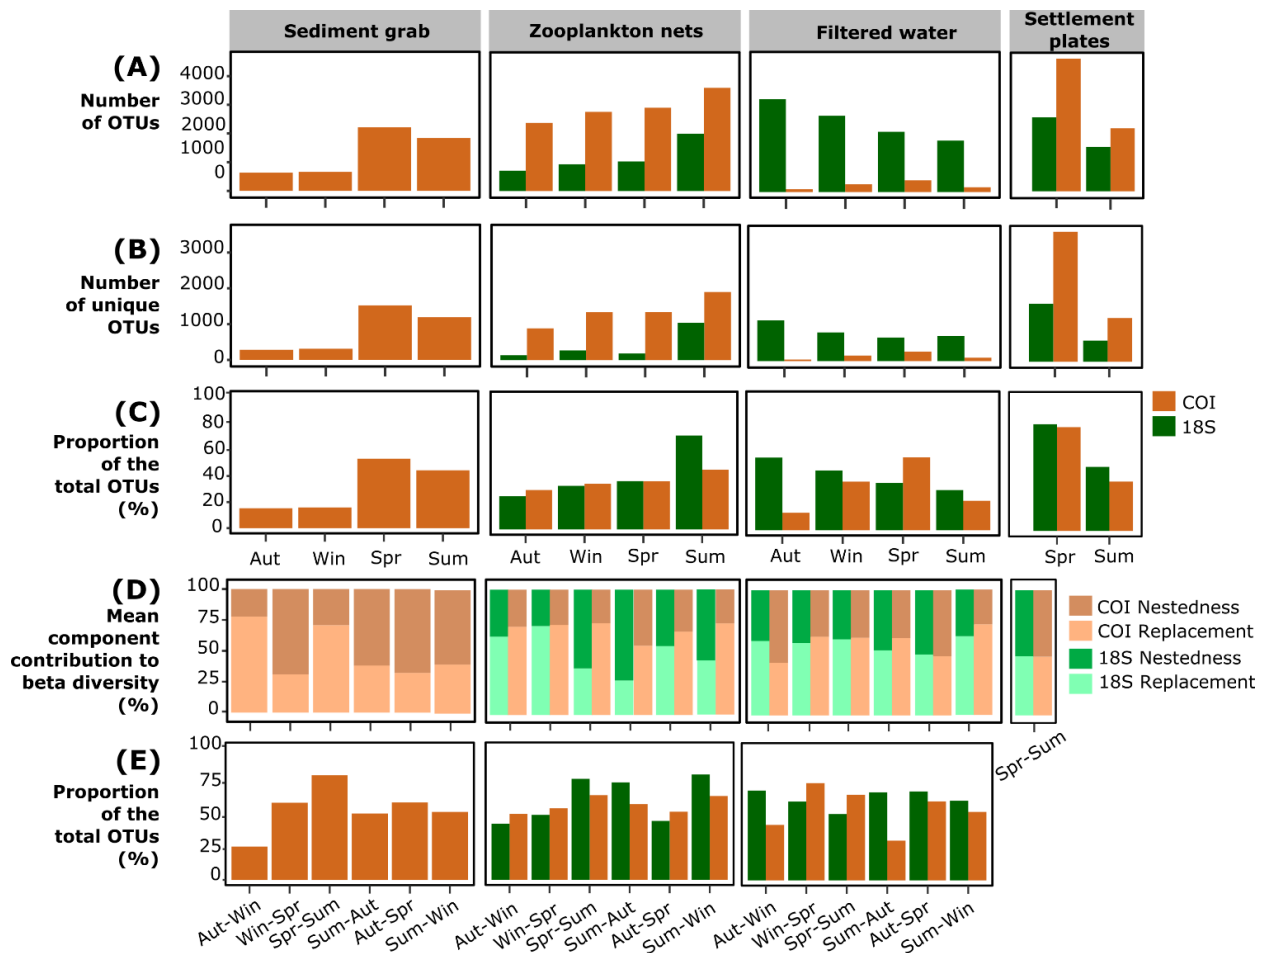 Sediment grab
Zooplankton nets
Filtered water
Settlement
plates
(A)
Number
of OTUs
4000
3000
2000
1000
0
(B)
Number
of unique
OTUs
3000
2000
1000
0
(C)
Proportion
of the
total OTUs
(%)
100
80
60
40
20
0
Aut Win Spr Sum
Aut Win Spr Sum
Aut Win Spr Sum
Spr Sum
COI
18S
(D)
Mean
component
contribution to
beta diversity
(%)
100
75
50
25
0
COI Nestedness
COI Replacement
18S Nestedness
18S Replacement
Spr-Sum
(E)
Proportion
of the
total OTUs
(%)
100
75
50
25
0
Aut-Win Win-Spr Spr-Sum Sum-Aut Aut-Spr Sum-Win
Aut-Win Win-Spr Spr-Sum Sum-Aut Aut-Spr Sum-Win
Aut-Win Win-Spr Spr-Sum Sum-Aut Aut-Spr Sum-Win